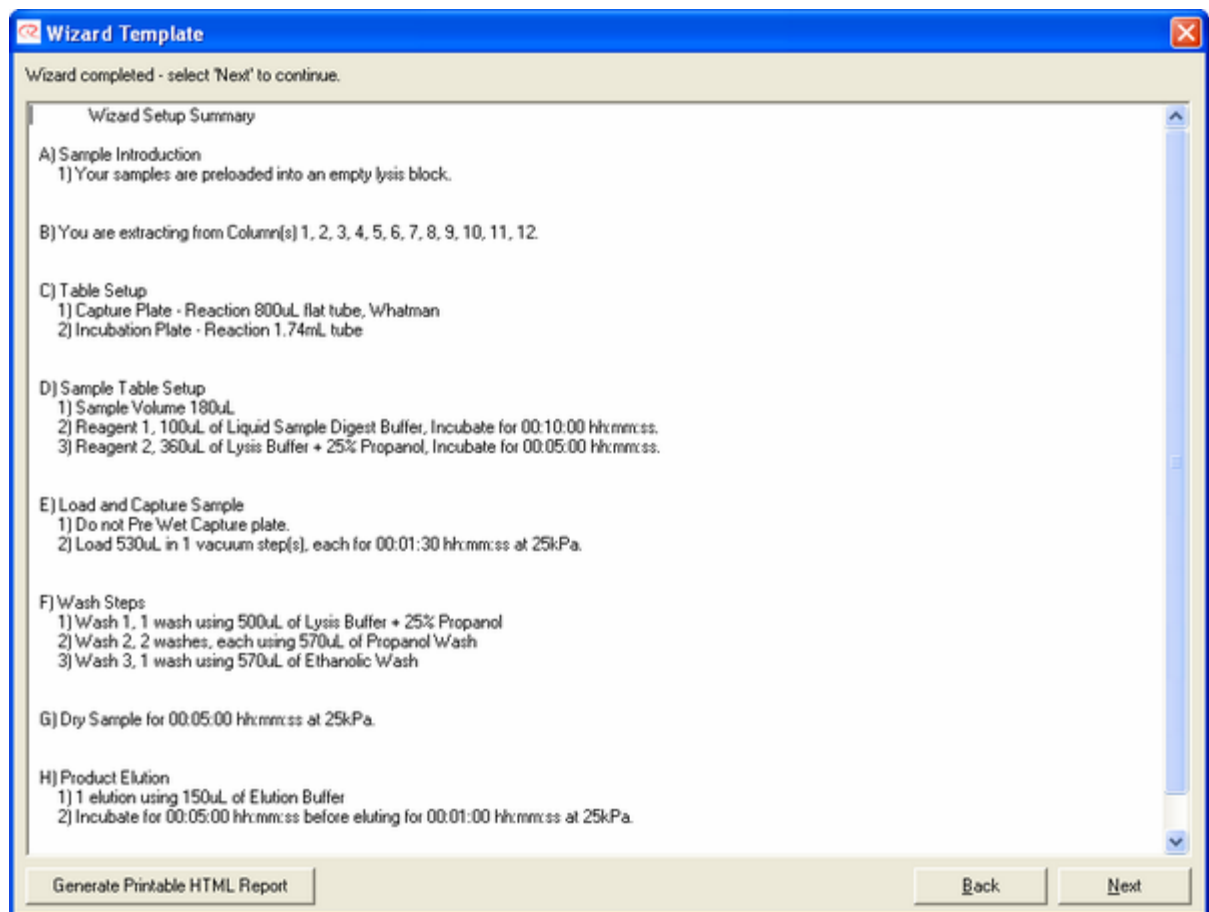 Wizard Template
Wizard completed - select 'Next' to continue.
Wizard Setup Summary
A) Sample Introduction
1) Your samples are preloaded into an empty lysis block.
B) You are extracting from Column(s) 1, 2, 3, 4, 5, 6, 7, 8, 9, 10, 11, 12.
C) Table Setup
1) Capture Plate - Reaction 800uL flat tube, Whatman
2) Incubation Plate - Reaction 1.74mL tube
D) Sample Table Setup
1) Sample Volume 180uL
2) Reagent 1, 100uL of Liquid Sample Digest Buffer, Incubate for 00:10:00 hh:mm:ss.
3) Reagent 2, 360uL of Lysis Buffer + 25% Propanol, Incubate for 00:05:00 hh:mm:ss.
E) Load and Capture Sample
1) Do not Pre Wet Capture plate.
2) Load 530uL in 1 vacuum step(s), each for 00:01:30 hh:mm:ss at 25kPa.
F) Wash Steps
1) Wash 1, 1 wash using 500uL of Lysis Buffer + 25% Propanol
2) Wash 2, 2 washes, each using 570uL of Propanol Wash
3) Wash 3, 1 wash using 570uL of Ethanolic Wash
G) Dry Sample for 00:05:00 hh:mm:ss at 25kPa.
H) Product Elution
1) 1 elution using 150uL of Elution Buffer
2) Incubate for 00:05:00 hh:mm:ss before eluting for 00:01:00 hh:mm:ss at 25kPa.
Generate Printable HTML Report
Back
Next